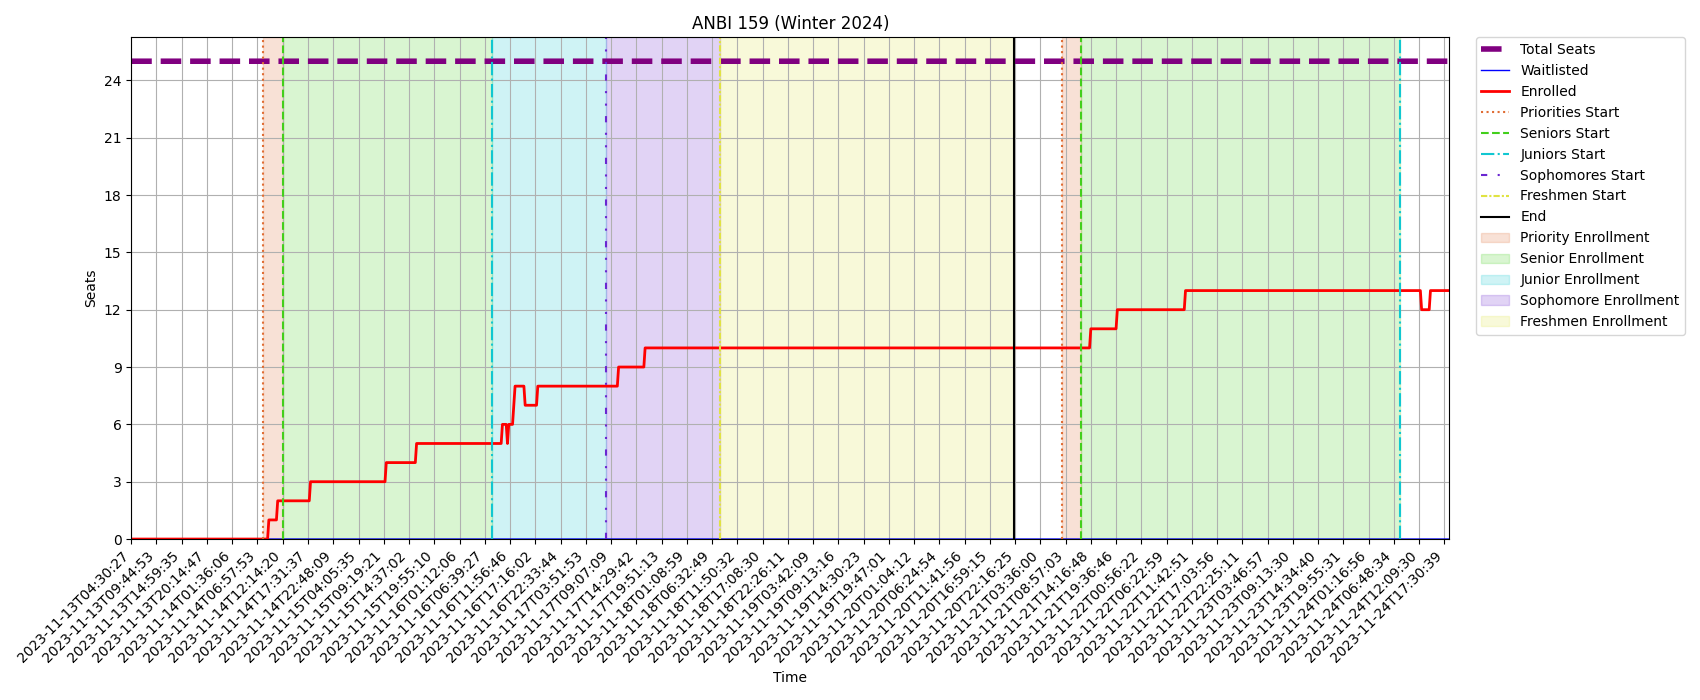 ANBI 159 (Winter 2024)
Seats
24
21
18
15
12
9
6
3
0
2023-11-13T04:30:27
2023-11-13T09:44:53
2023-11-13T14:59:35
2023-11-13T20:14:47
2023-11-14T01:36:06
2023-11-14T06:57:53
2023-11-14T12:14:20
2023-11-14T17:31:37
2023-11-14T22:48:09
2023-11-15T04:05:35
2023-11-15T09:19:21
2023-11-15T14:37:02
2023-11-15T19:55:10
2023-11-16T01:12:06
2023-11-16T06:39:27
2023-11-16T11:56:46
2023-11-16T17:16:02
2023-11-16T22:33:44
2023-11-17T03:51:53
2023-11-17T09:07:09
2023-11-17T14:29:42
2023-11-17T19:51:13
2023-11-18T01:08:59
2023-11-18T06:32:49
2023-11-18T11:50:32
2023-11-18T17:08:30
2023-11-18T22:26:11
2023-11-19T03:42:09
2023-11-19T09:13:16
2023-11-19T14:30:23
2023-11-19T19:47:01
2023-11-20T01:04:12
2023-11-20T06:24:54
2023-11-20T11:41:56
2023-11-20T16:59:15
2023-11-20T22:16:25
2023-11-21T03:36:00
2023-11-21T08:57:03
2023-11-21T14:16:48
2023-11-21T19:36:46
2023-11-22T00:56:22
2023-11-22T06:22:59
2023-11-22T11:42:51
2023-11-22T17:03:56
2023-11-22T22:25:11
2023-11-23T03:46:57
2023-11-23T09:13:30
2023-11-23T14:34:40
2023-11-23T19:55:31
2023-11-24T01:16:56
2023-11-24T06:48:34
2023-11-24T12:09:30
2023-11-24T17:30:39
Time
Total Seats
Waitlisted
Enrolled
Priorities Start
Seniors Start
Juniors Start
Sophomores Start
Freshmen Start
End
Priority Enrollment
Senior Enrollment
Junior Enrollment
Sophomore Enrollment
Freshmen Enrollment